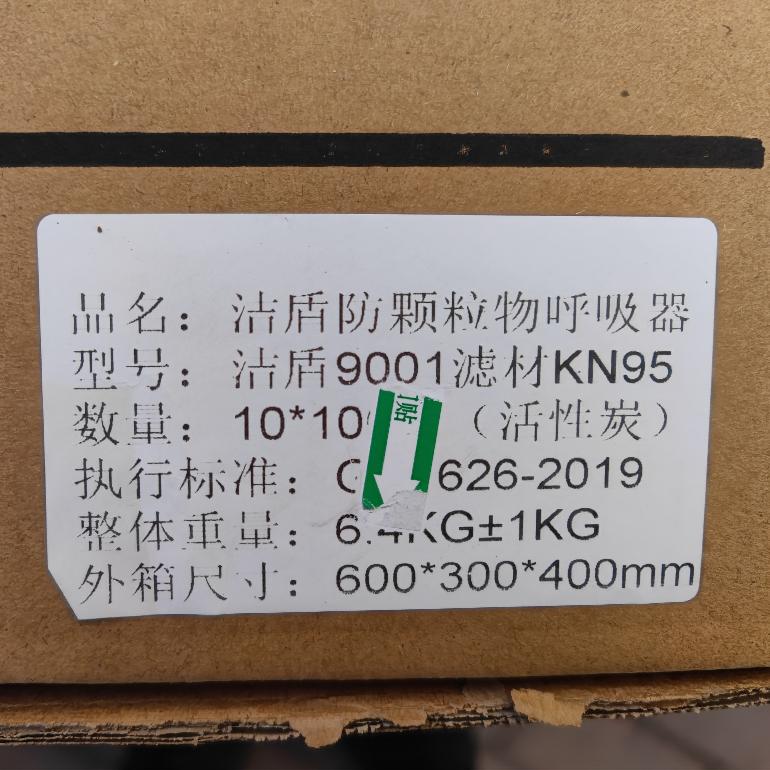 品名：洁盾防颗粒物呼吸器
型号：洁盾9001滤材KN95
数量：10*10 （活性炭）
执行标准：G 626-2019
整体重量：6.4KG±1KG
外箱尺寸：600*300*400mm